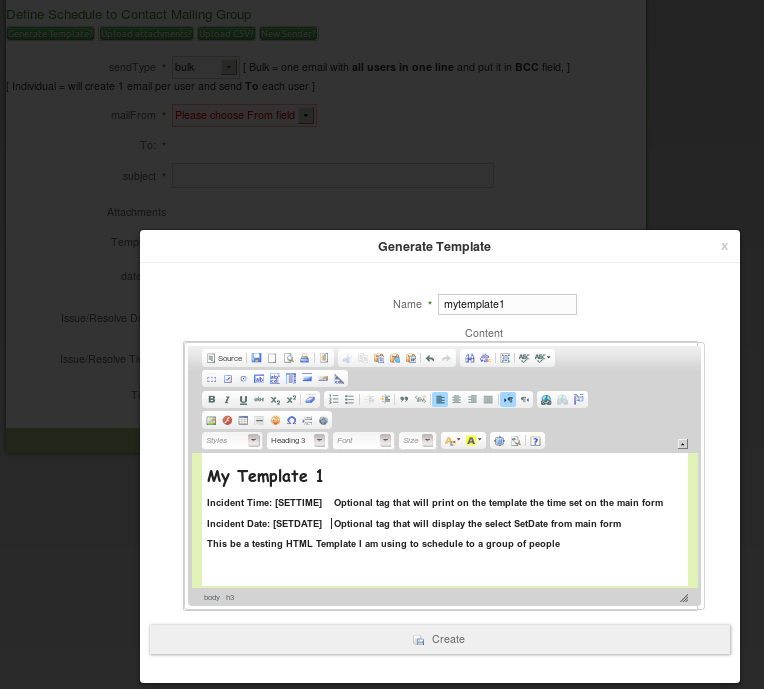 Define Schedule to Contact Mailing Group
Generate Template? Upload attachments? Upload CSV? New Sender?
sendType * bulk [ Bulk = one email with all users in one line and put it in BCC field, ]
[ Individual = will create 1 email per user and send To each user ]
mailFrom * Please choose From field
To: *
subject *
Attachments
Temp
date
Issue/Resolve D
Issue/Resolve Ti
Generate Template x
Name * mytemplate1
Content
Source
ABC ABC
B I U abc x2 x2
Styles Heading 3 Font Size A A ?
My Template 1
Incident Time: [SETTIME] Optional tag that will print on the template the time set on the main form
Incident Date: [SETDATE] Optional tag that will display the select SetDate from main form
This be a testing HTML Template I am using to schedule to a group of people
body h3
Create